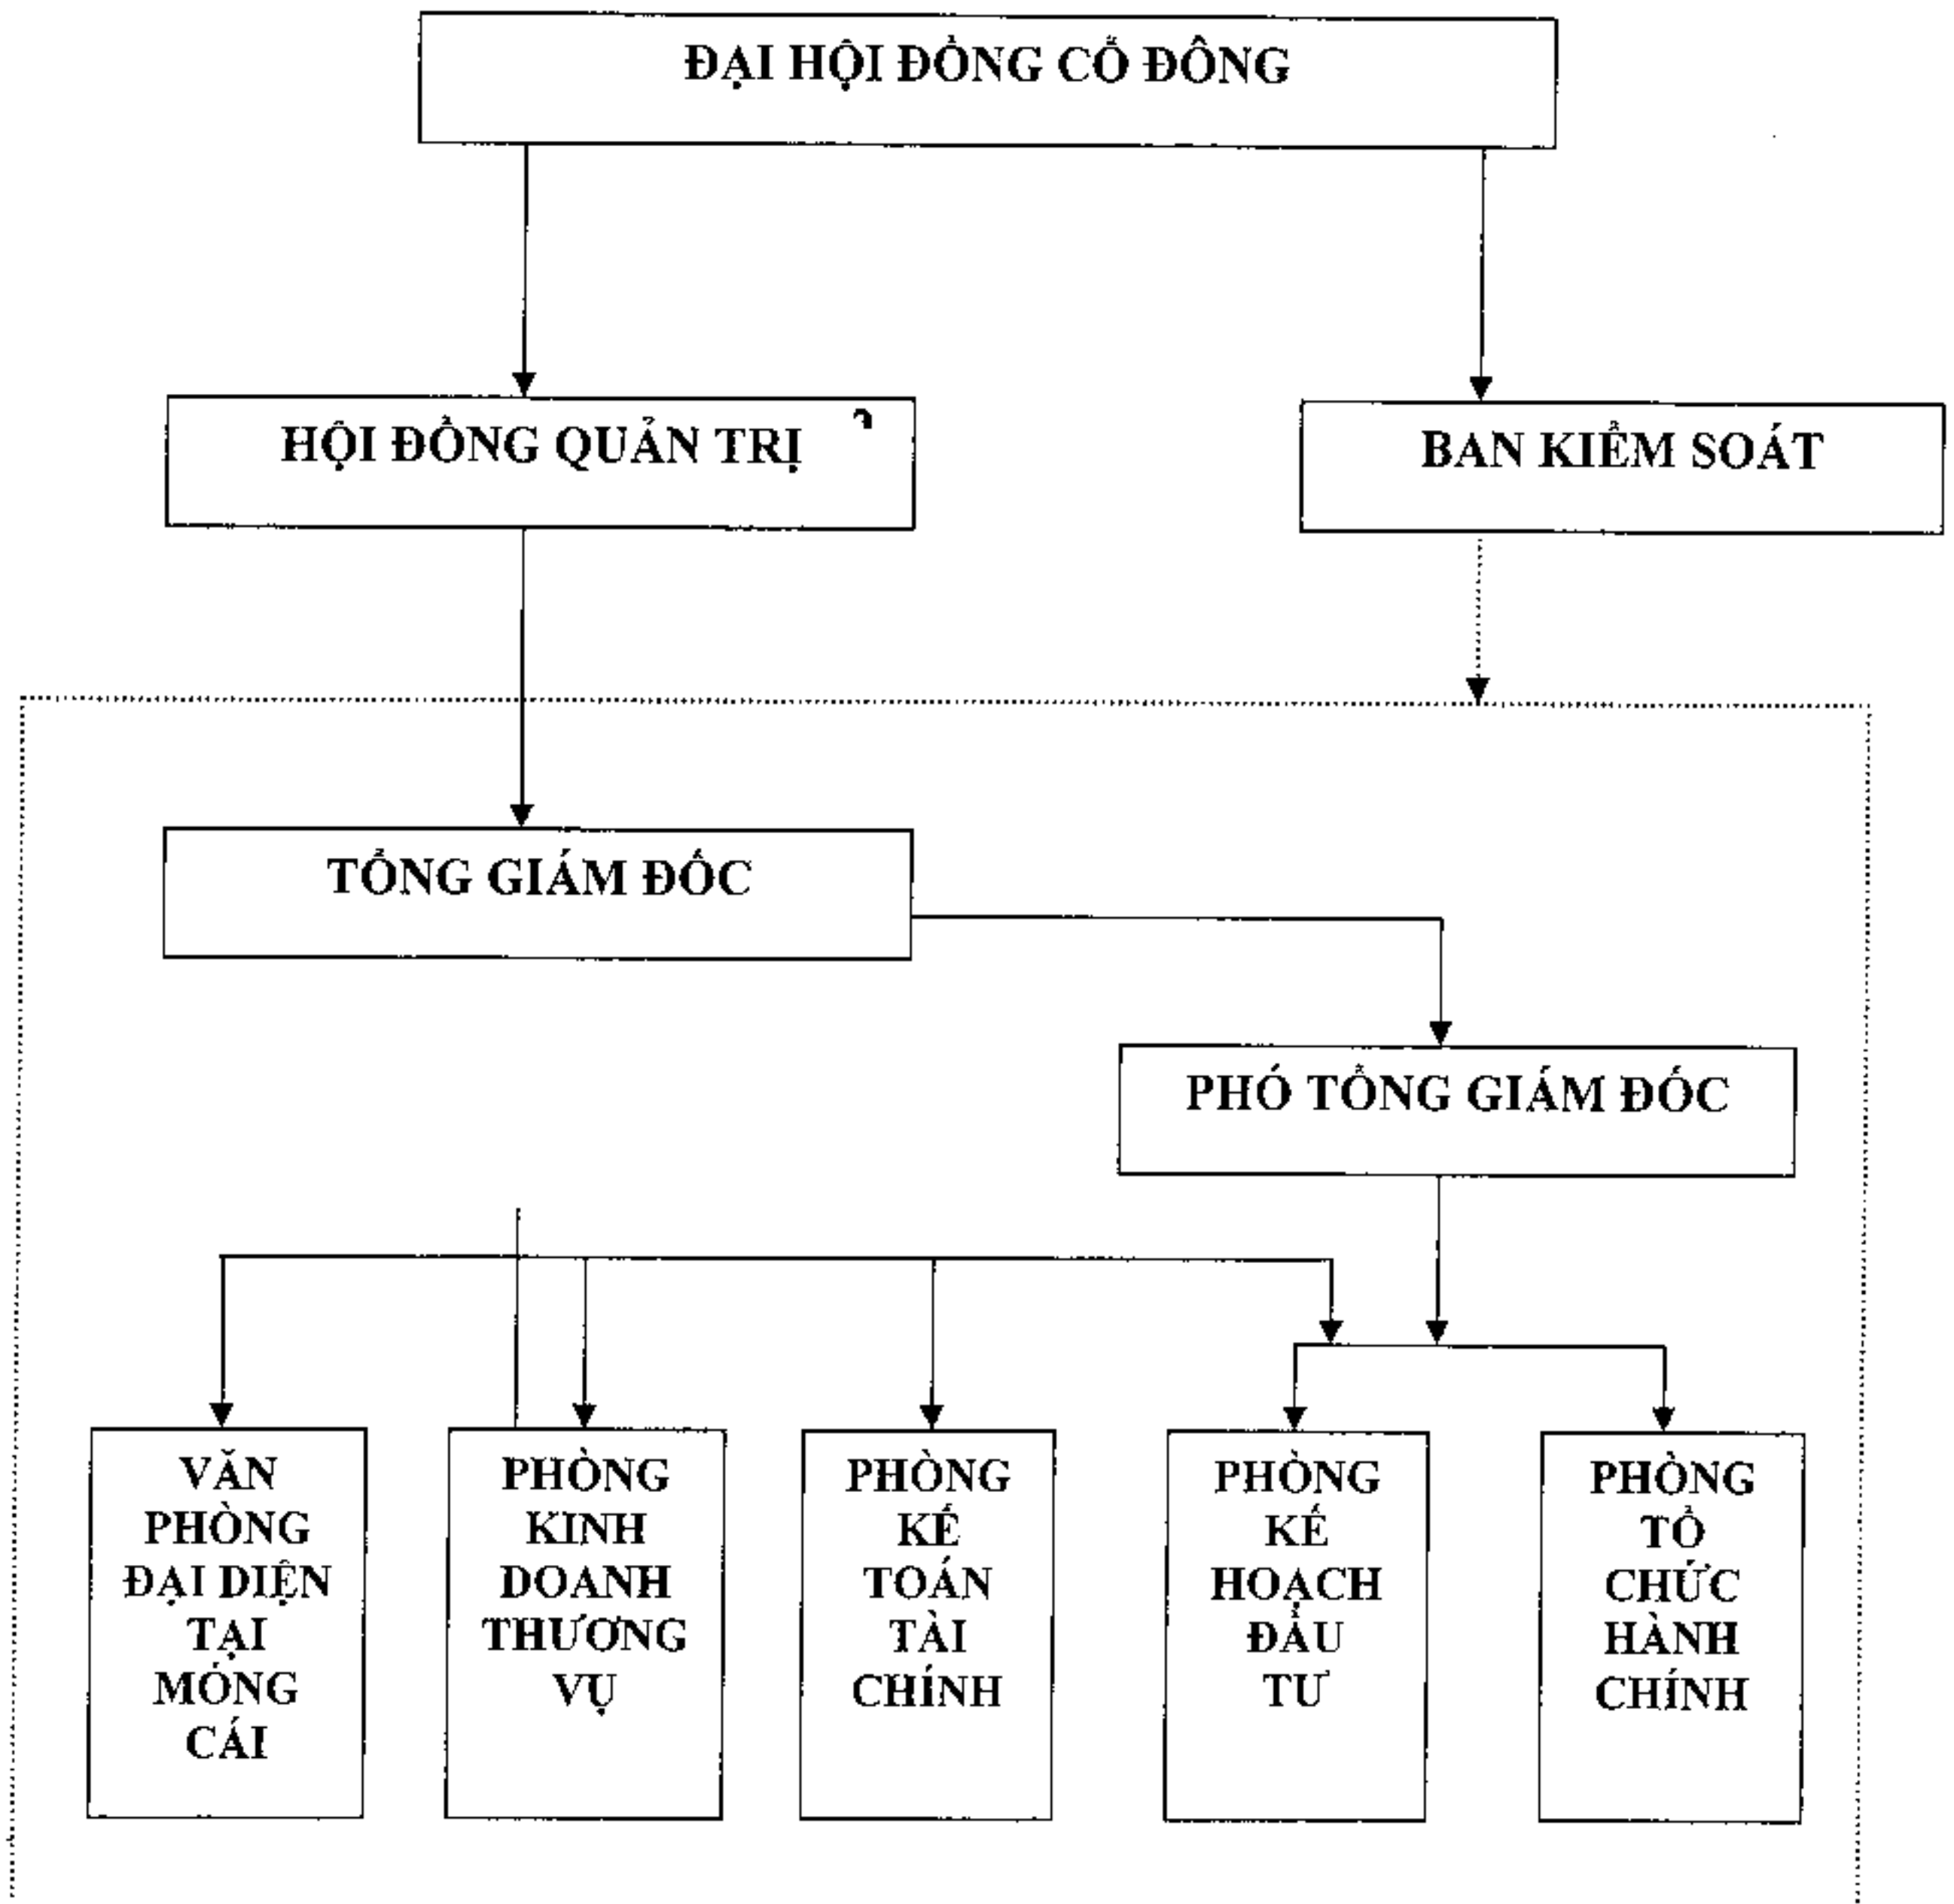 ĐẠI HỘI ĐỒNG CỔ ĐÔNG
HỘI ĐỒNG QUẢN TRỊ
BAN KIỂM SOÁT
TỔNG GIÁM ĐỐC
PHÓ TỔNG GIÁM ĐỐC
VĂN
PHÒNG
ĐẠI DIỆN
TẠI
MÓNG
CÁI
PHÒNG
KINH
DOANH
THƯƠNG
VỤ
PHÒNG
KẾ
TOÁN
TÀI
CHÍNH
PHÒNG
KẾ
HOẠCH
ĐẦU
TƯ
PHÒNG
TỔ
CHỨC
HÀNH
CHÍNH